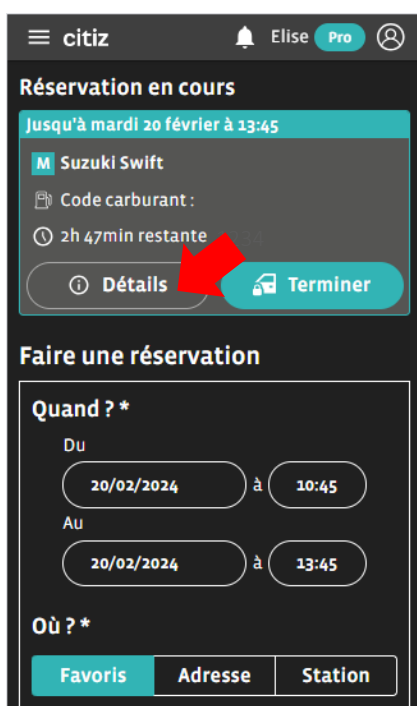 citiz Elise Pro
Réservation en cours
Jusqu'à mardi 20 février à 13:45
M Suzuki Swift
Code carburant :
2h 47min restante
Détails Terminer
Faire une réservation
Quand ? *
Du
20/02/2024 à 10:45
Au
20/02/2024 à 13:45
Où ? *
Favoris Adresse Station